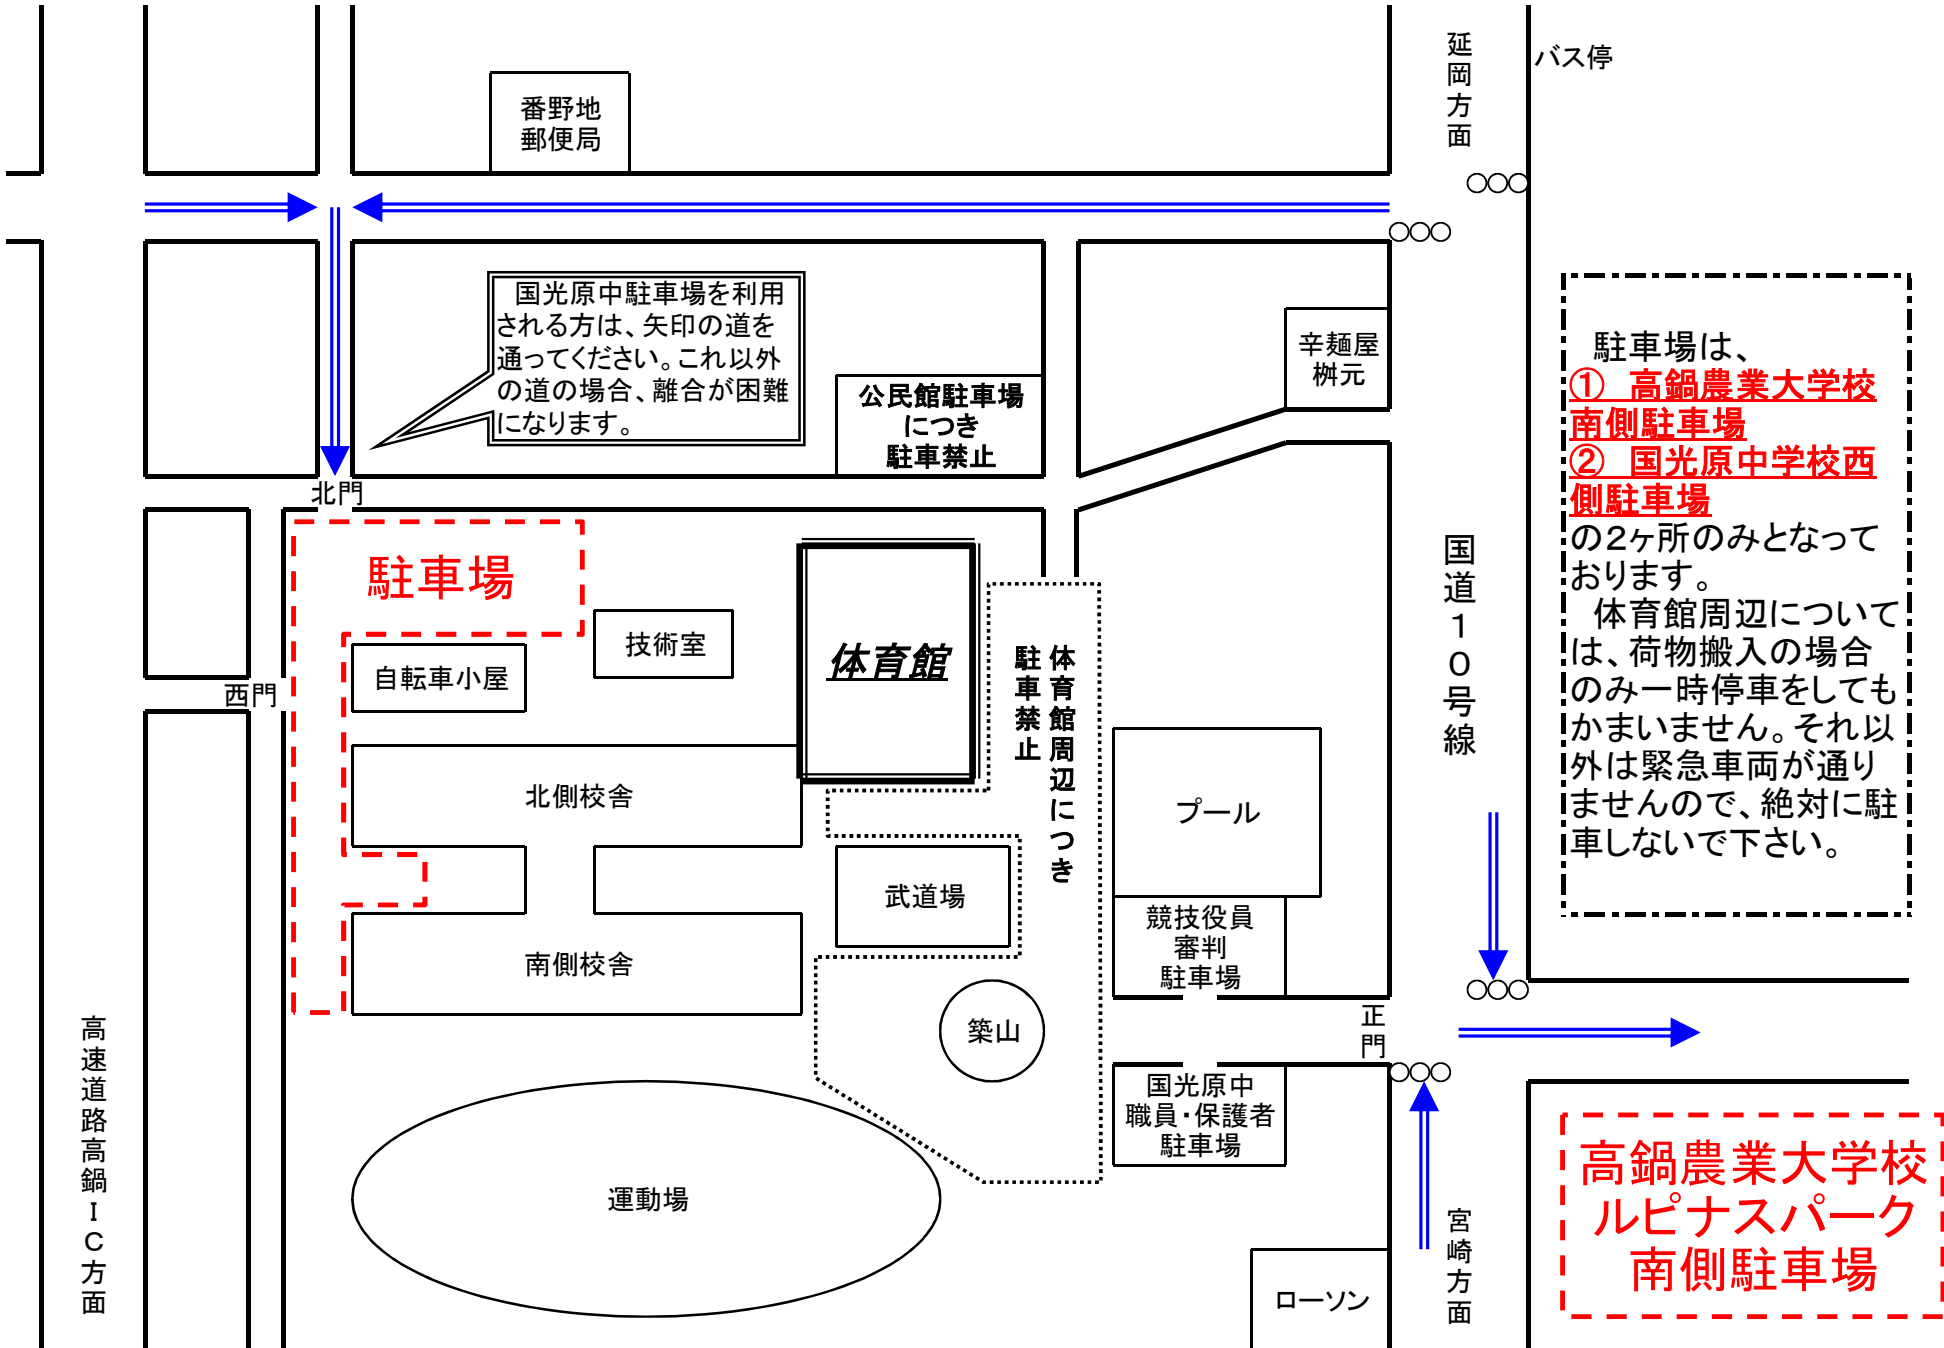 延岡方面
バス停
番野地
郵便局
国光原中駐車場を利用
される方は、矢印の道を
通ってください。これ以外
の道の場合、離合が困難
になります。
公民館駐車場
につき
駐車禁止
辛麺屋
桝元
駐車場は、
① 高鍋農業大学校
南側駐車場
② 国光原中学校西
側駐車場
の2ヶ所のみとなって
おります。
体育館周辺について
は、荷物搬入の場合
のみ一時停車をしても
かまいません。それ以
外は緊急車両が通り
ませんので、絶対に駐
車しないで下さい。
北門
駐車場
技術室
体育館
体育館周辺につき
駐車禁止
自転車小屋
西門
国道10号線
北側校舎
プール
武道場
競技役員
審判
駐車場
南側校舎
築山
正門
国光原中
職員・保護者
駐車場
高速道路高鍋IC方面
運動場
宮崎方面
ローソン
高鍋農業大学校
ルピナスパーク
南側駐車場